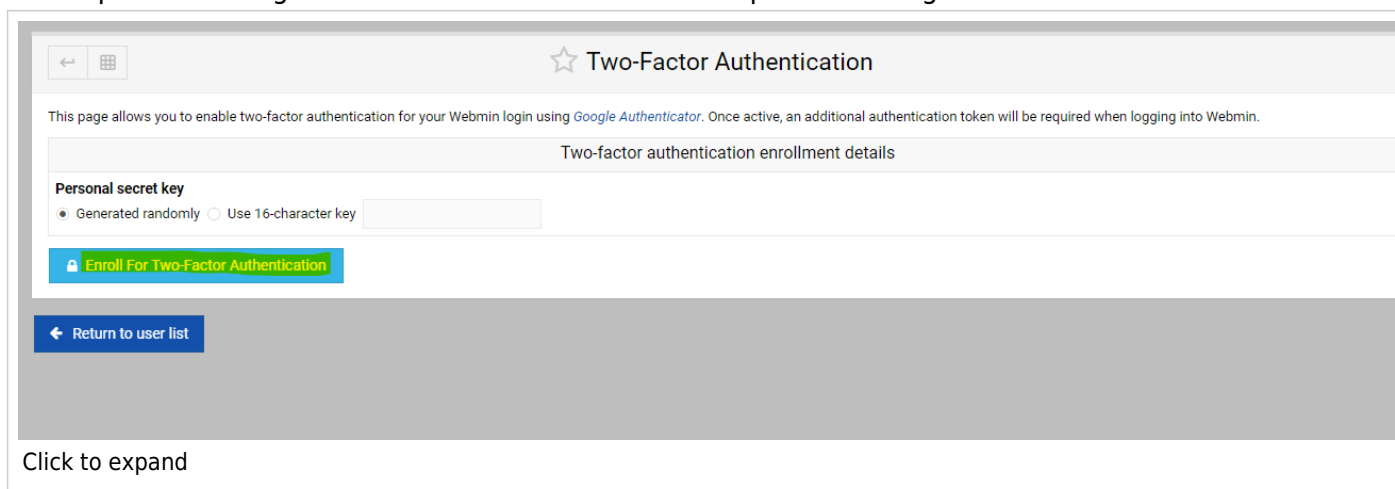 Two-Factor Authentication
This page allows you to enable two-factor authentication for your Webmin login using Google Authenticator. Once active, an additional authentication token will be required when logging into Webmin.
Two-factor authentication enrollment details
Personal secret key
Generated randomly Use 16-character key
Enroll For Two-Factor Authentication
Return to user list
Click to expand